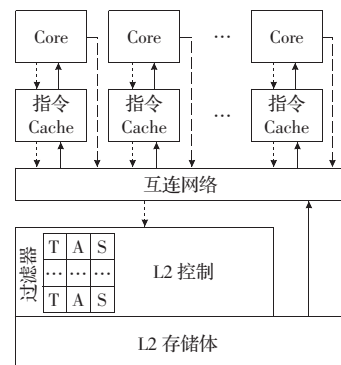 Core Core … Core
指令 指令 指令
Cache Cache … Cache
互连网络
过滤器
T A S
… … …
T A S
L2 控制
L2 存储体